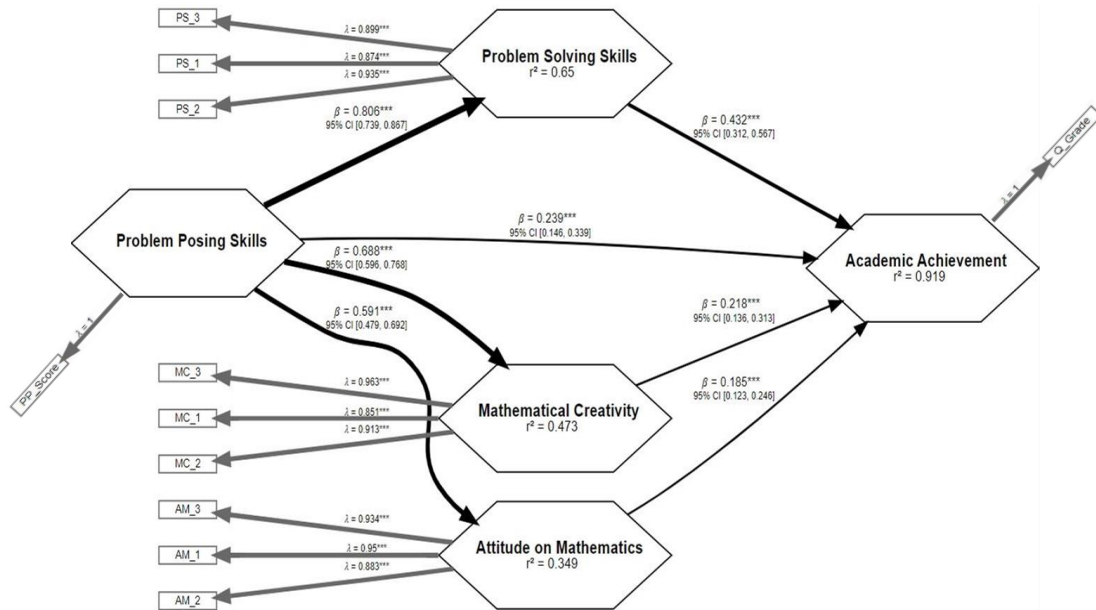 PS_3
λ = 0.899***
PS_1
λ = 0.874***
PS_2
λ = 0.935***
Problem Solving Skills
r² = 0.65
β = 0.806***
95% CI [0.739, 0.867]
β = 0.432***
95% CI [0.312, 0.567]
Q_Grade
λ = 1
Problem Posing Skills
β = 0.239***
95% CI [0.146, 0.339]
Academic Achievement
r² = 0.919
β = 0.688***
95% CI [0.596, 0.768]
β = 0.591***
95% CI [0.479, 0.692]
λ = 1
PP_Score
β = 0.218***
95% CI [0.136, 0.313]
MC_3
λ = 0.963***
MC_1
λ = 0.851***
MC_2
λ = 0.913***
Mathematical Creativity
r² = 0.473
β = 0.185***
95% CI [0.123, 0.246]
AM_3
λ = 0.934***
AM_1
λ = 0.95***
AM_2
λ = 0.883***
Attitude on Mathematics
r² = 0.349